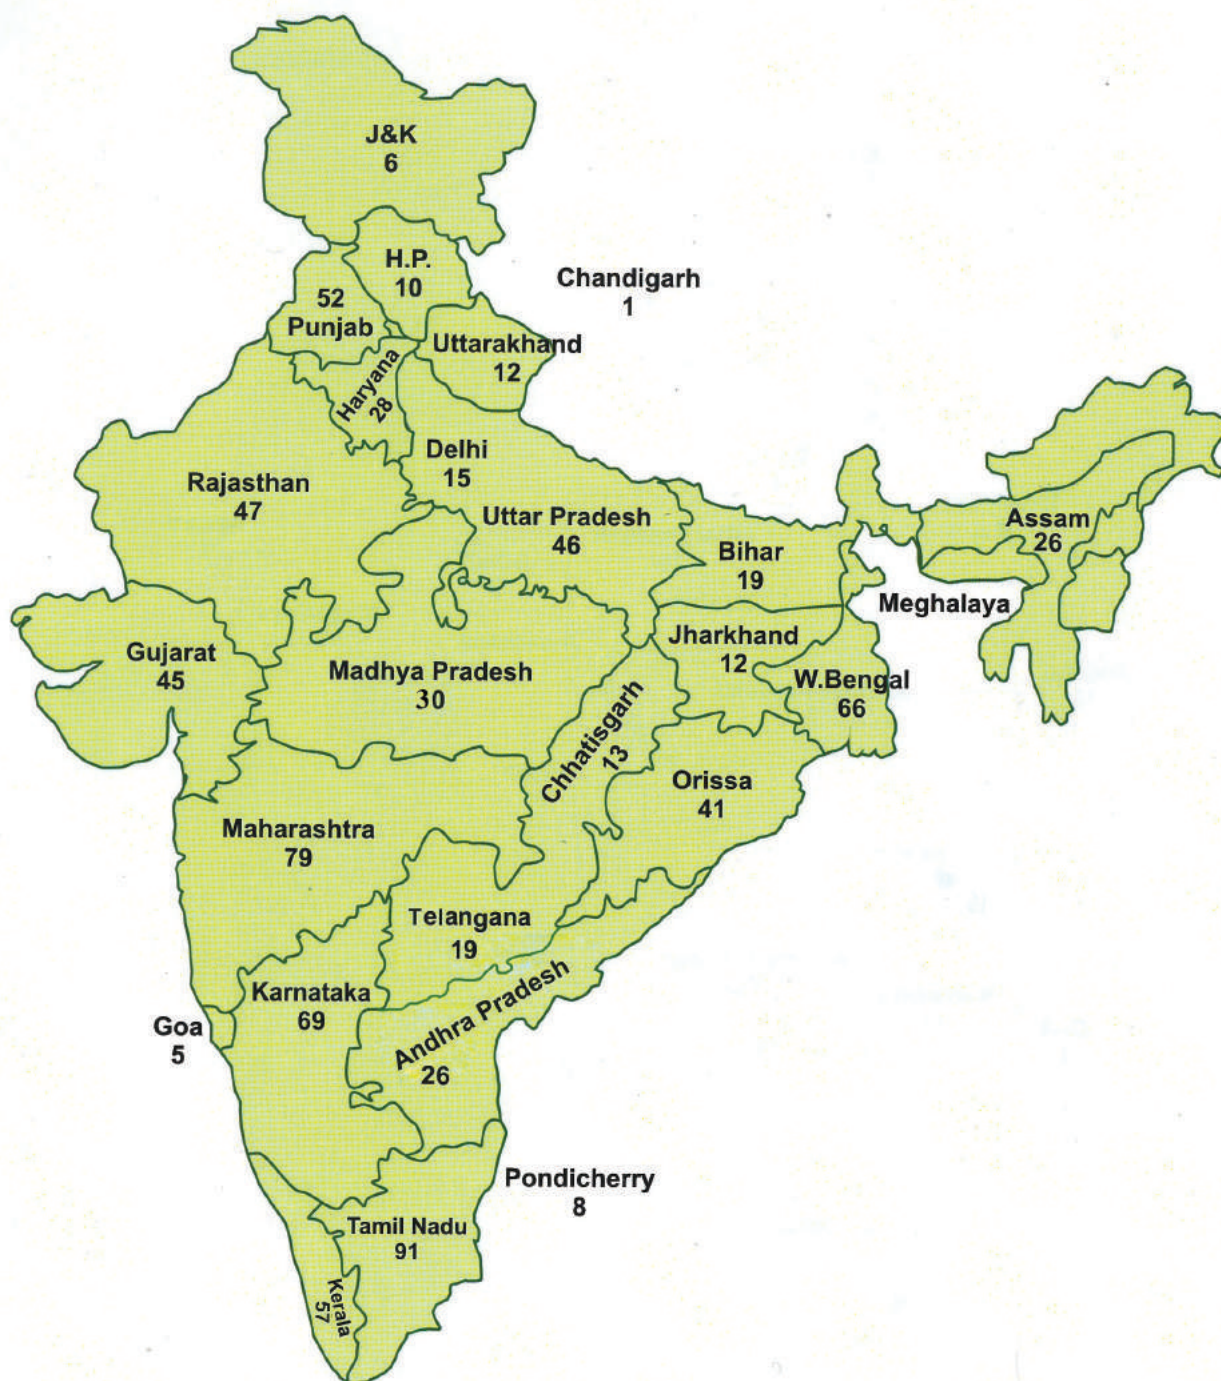 J&K
6
H.P.
10
Chandigarh
1
52
Punjab
Uttarakhand
12
Haryana
28
Delhi
15
Rajasthan
47
Uttar Pradesh
46
Assam
26
Bihar
19
Meghalaya
Jharkhand
12
Gujarat
45
Madhya Pradesh
30
W.Bengal
66
Chhatisgarh
13
Orissa
41
Maharashtra
79
Telangana
19
Karnataka
69
Andhra Pradesh
26
Goa
5
Pondicherry
8
Tamil Nadu
91
Kerala
57